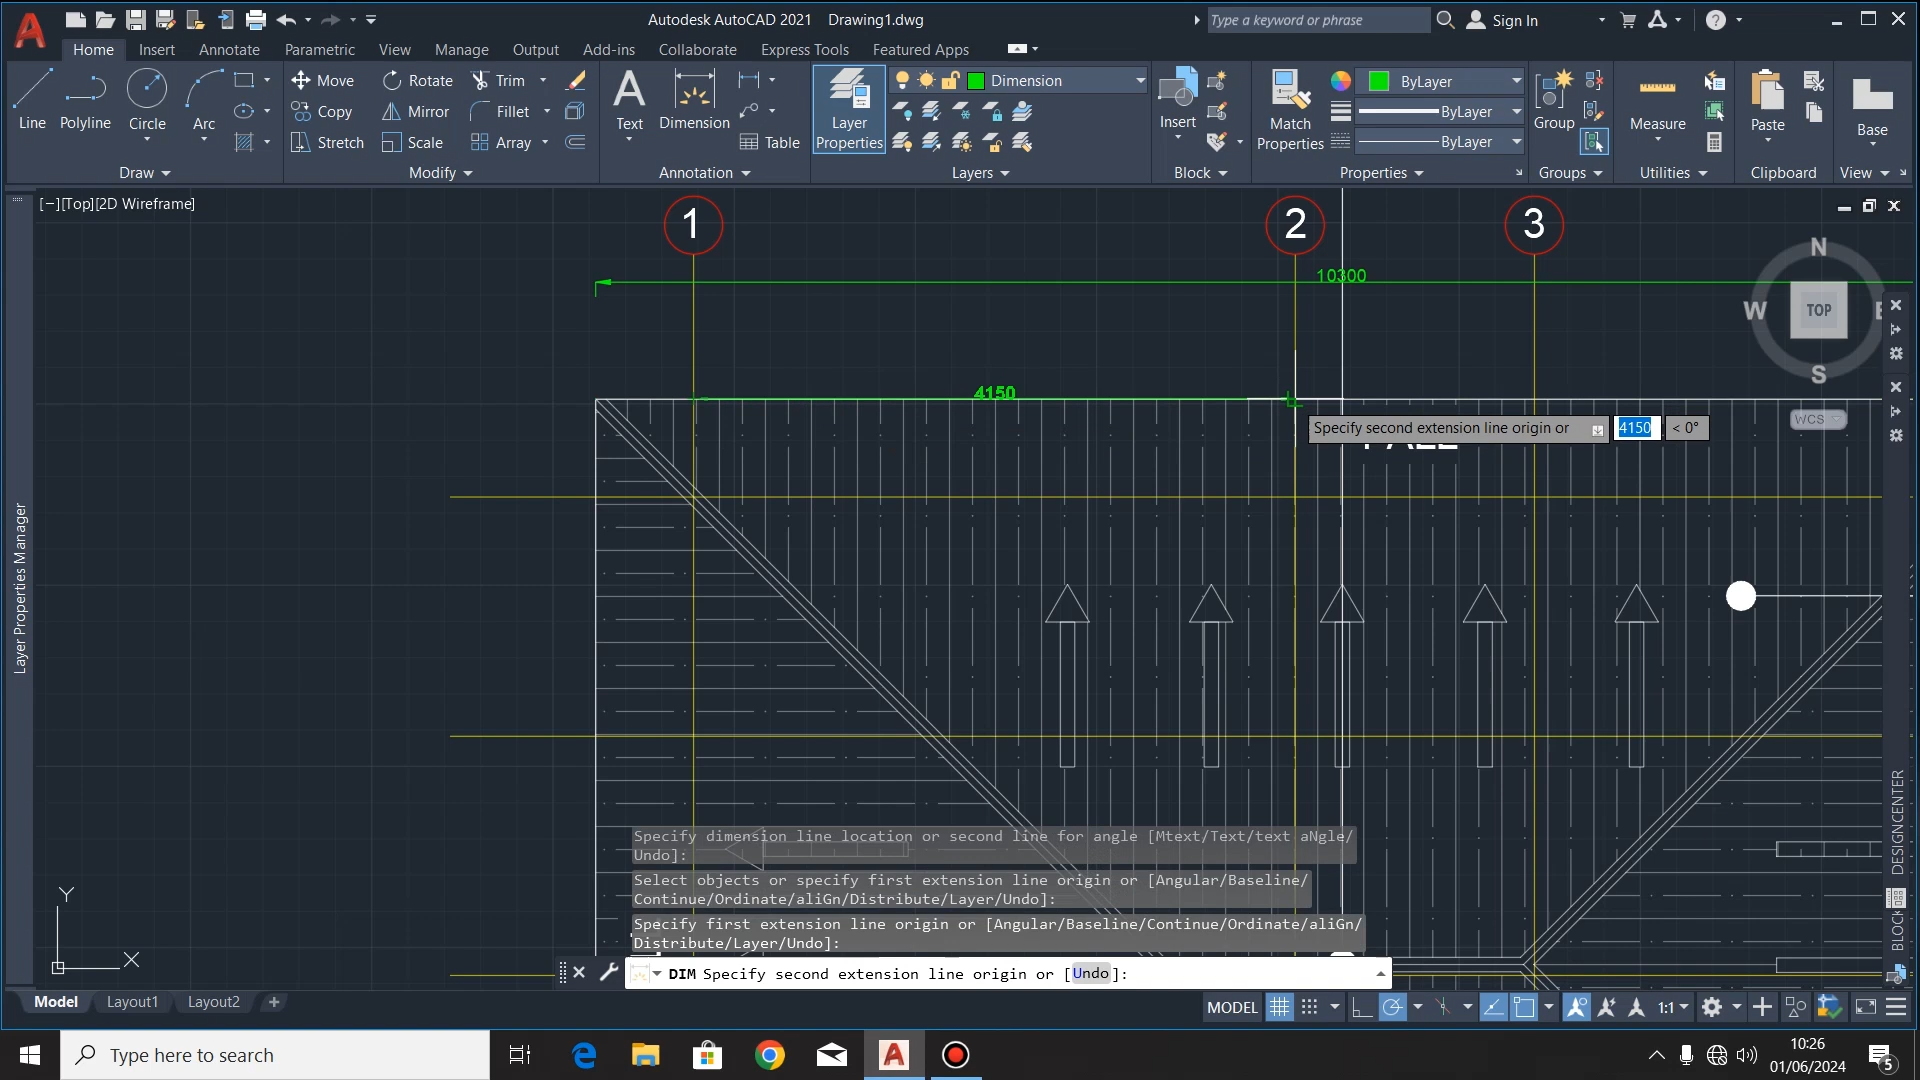 Autodesk AutoCAD 2021 Drawing1.dwg
Type a keyword or phrase
Sign In
Home Insert Annotate Parametric View Manage Output Add-ins Collaborate Express Tools Featured Apps
Line Polyline Circle Arc
Move Rotate Trim
Copy Mirror Fillet
Stretch Scale Array
Text Dimension Table
Layer Properties
Dimension
Insert
Match Properties
ByLayer
ByLayer
ByLayer
Group
Measure
Paste
Base
Draw Modify Annotation Layers Block Properties Groups Utilities Clipboard View
[−][Top][2D Wireframe]
1 2 3
10300
N
W TOP E
S
WCS
4150
Specify second extension line origin or 4150 < 0°
Layer Properties Manager
DESIGNCENTER
Specify dimension line location or second line for angle [Mtext/Text/text aNgle/
Undo]:
Select objects or specify first extension line origin or [Angular/Baseline/
Continue/Ordinate/aliGn/Distribute/Layer/Undo]:
Specify first extension line origin or [Angular/Baseline/Continue/Ordinate/aliGn/
Distribute/Layer/Undo]:
DIM Specify second extension line origin or [Undo]:
Y
X
Model Layout1 Layout2
MODEL 1:1
Type here to search
10:26
01/06/2024
5